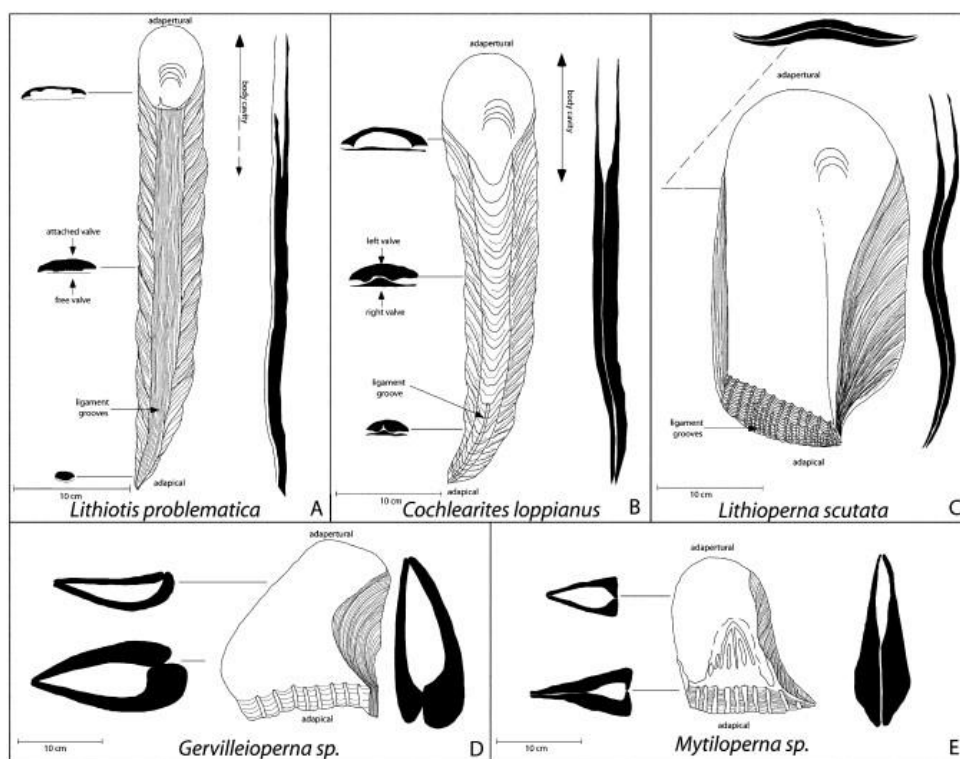 adapertural
body cavity
attached valve
free valve
ligament
grooves
adapical
10 cm
Lithiotis problematica
A
adapertural
body cavity
left valve
right valve
ligament
groove
adapical
10 cm
Cochlearites loppianus
B
adapertural
ligament
grooves
adapical
10 cm
Lithioperna scutata
C
adapertural
adapical
10 cm
Gervilleioperna sp.
D
adapertural
adapical
10 cm
Mytiloperna sp.
E